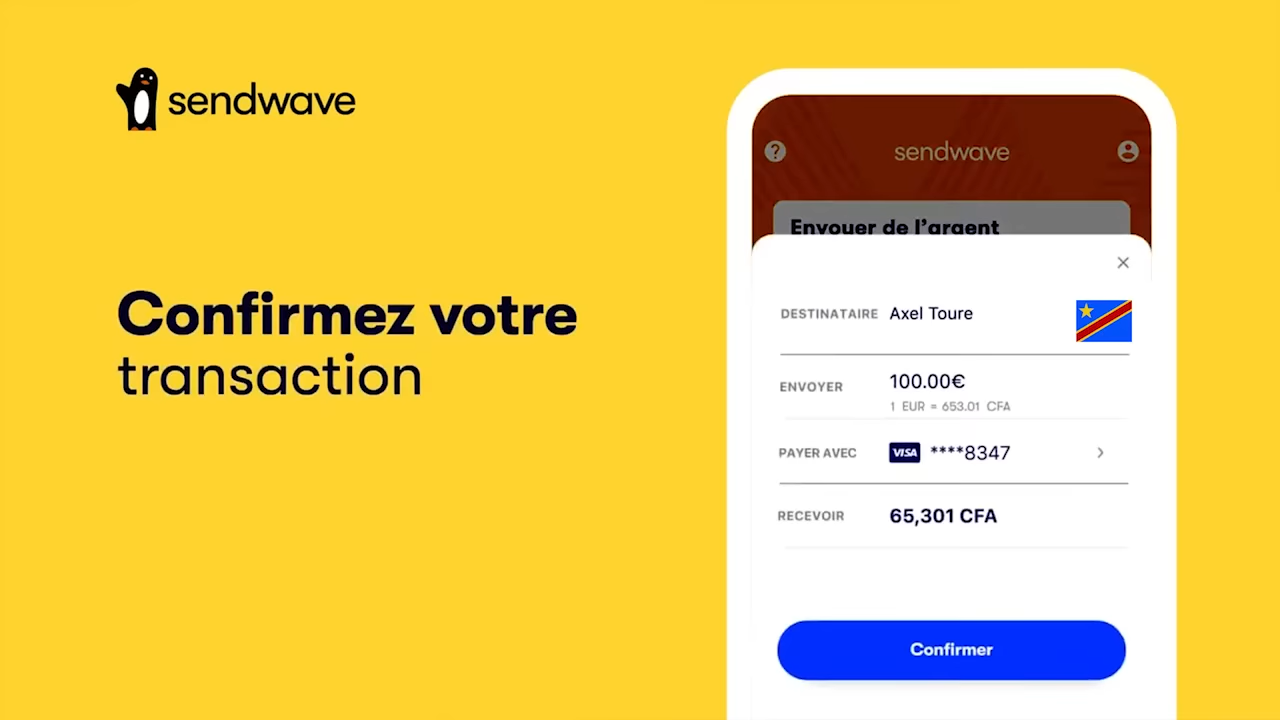 sendwave
Confirmez votre
transaction
?
sendwave
Envoyer de l'argent
DESTINATAIRE Axel Toure
ENVOYER 100.00€
1 EUR = 653.01 CFA
PAYER AVEC VISA ****8347
RECEVOIR 65,301 CFA
Confirmer